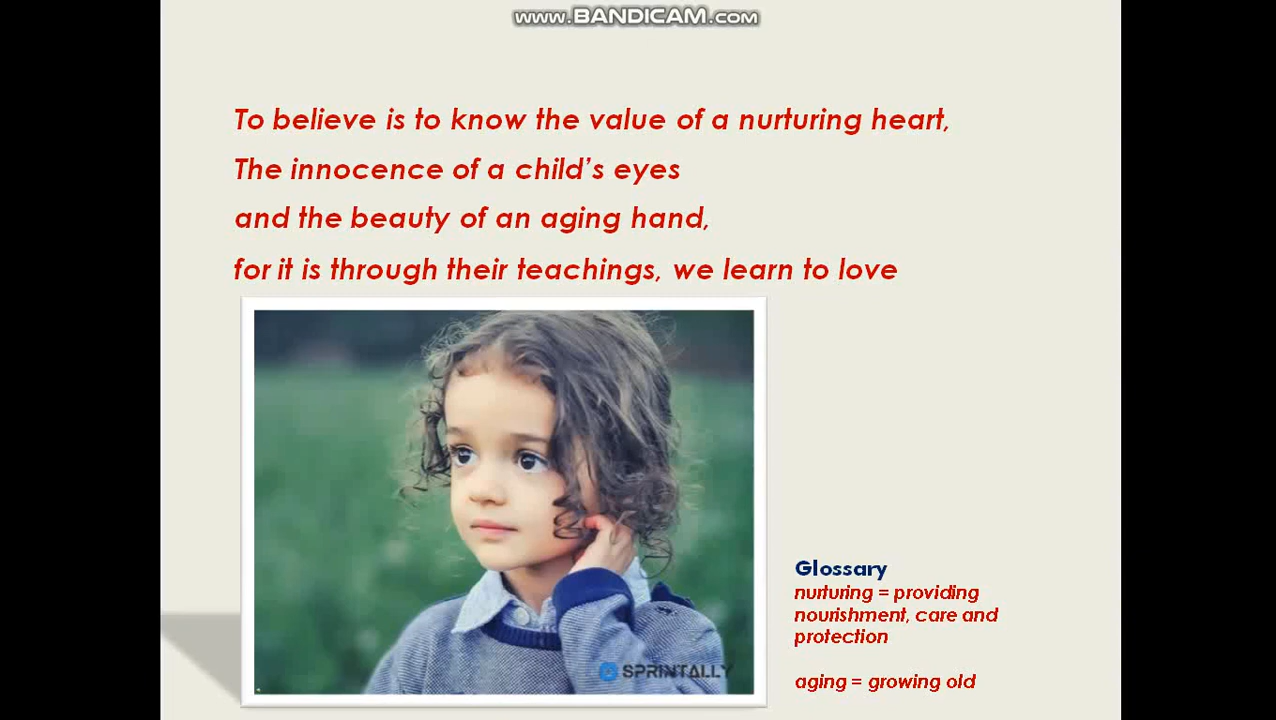 www.BANDICAM.com
To believe is to know the value of a nurturing heart,
The innocence of a child’s eyes
and the beauty of an aging hand,
for it is through their teachings, we learn to love
SPRINTALLY
Glossary
nurturing = providing
nourishment, care and
protection
aging = growing old